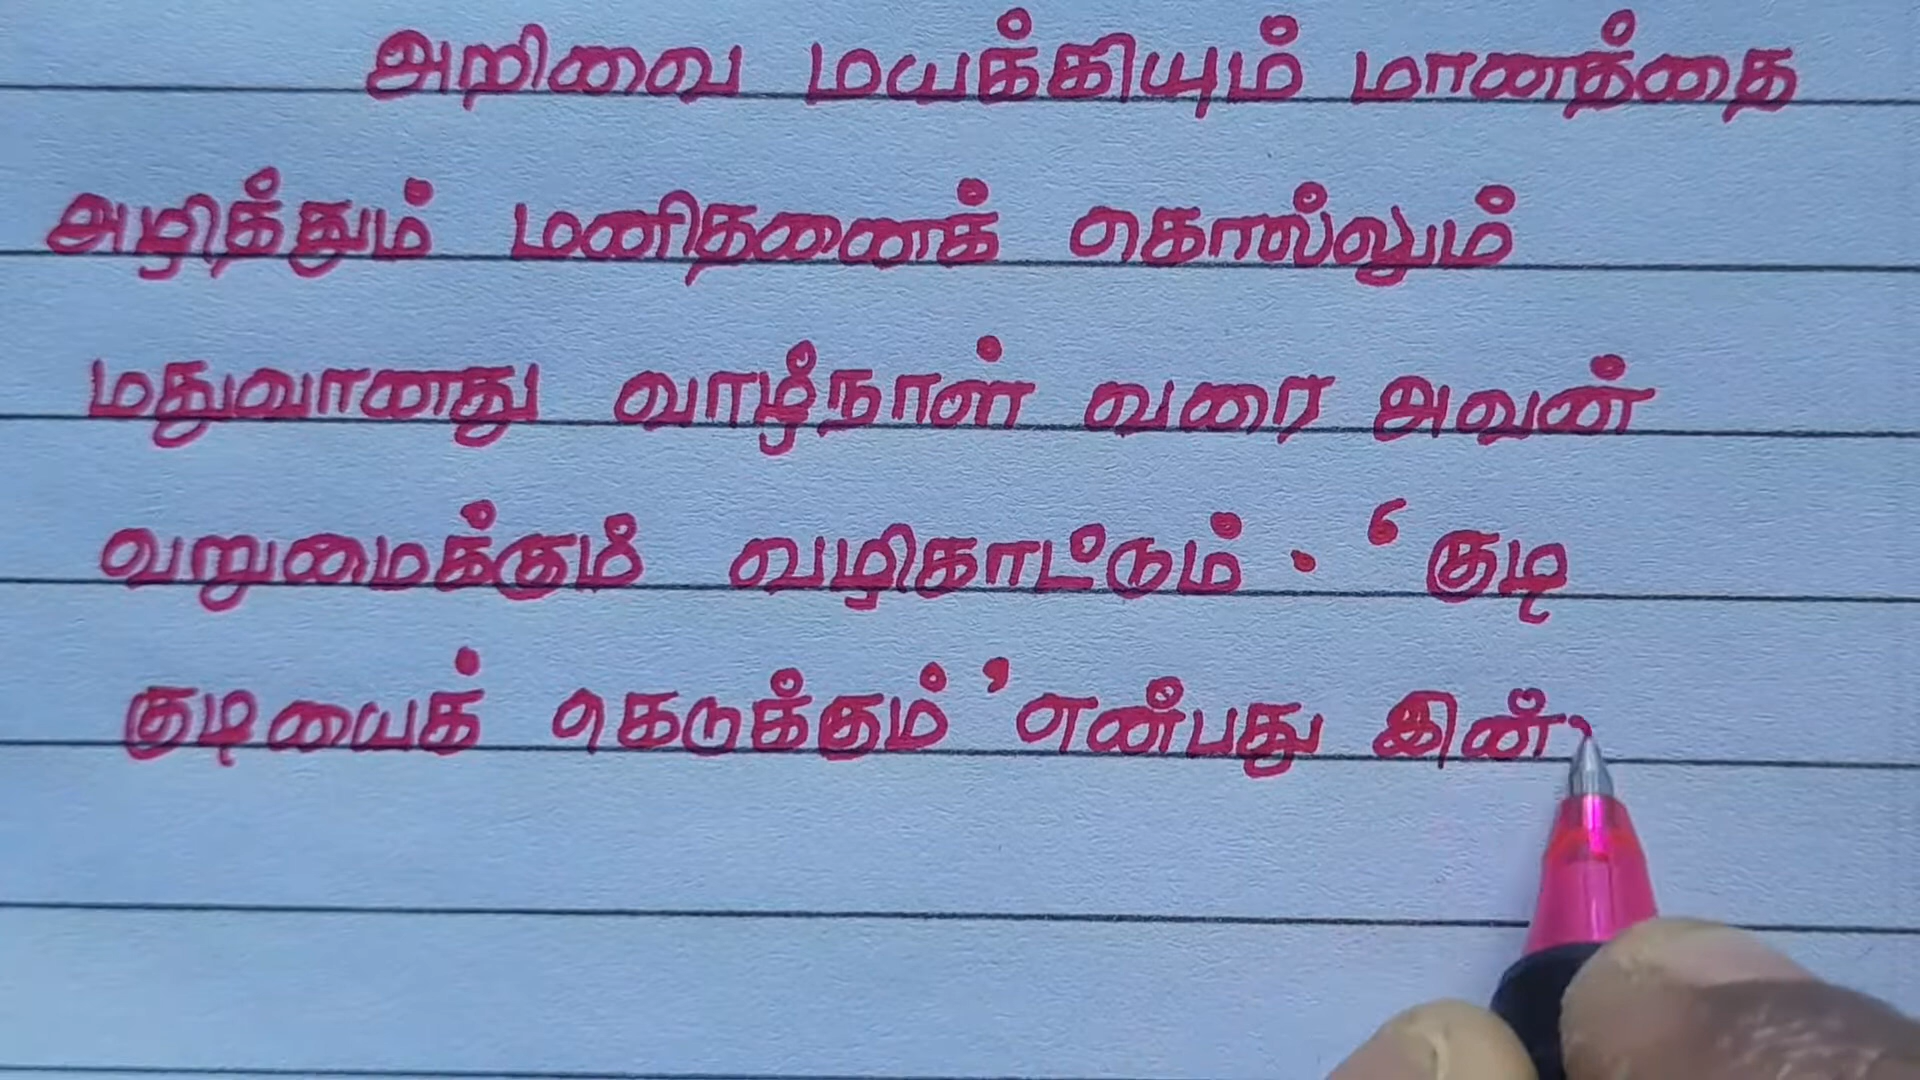 அறிவை மயக்கியும் மானத்தை
அழித்தும் மனிதனைக் கொல்லும்
மதுவானது வாழ்நாள் வரை அவன்
வறுமைக்கும் வழிகாட்டும். ‘குடி
குடியைக் கெடுக்கும்’ என்பது இன்